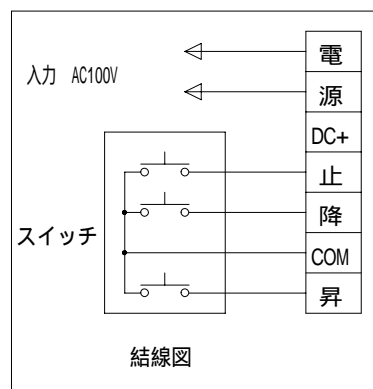 入力 AC100V
電
源
DC+
止
降
COM
昇
スイッチ
結線図